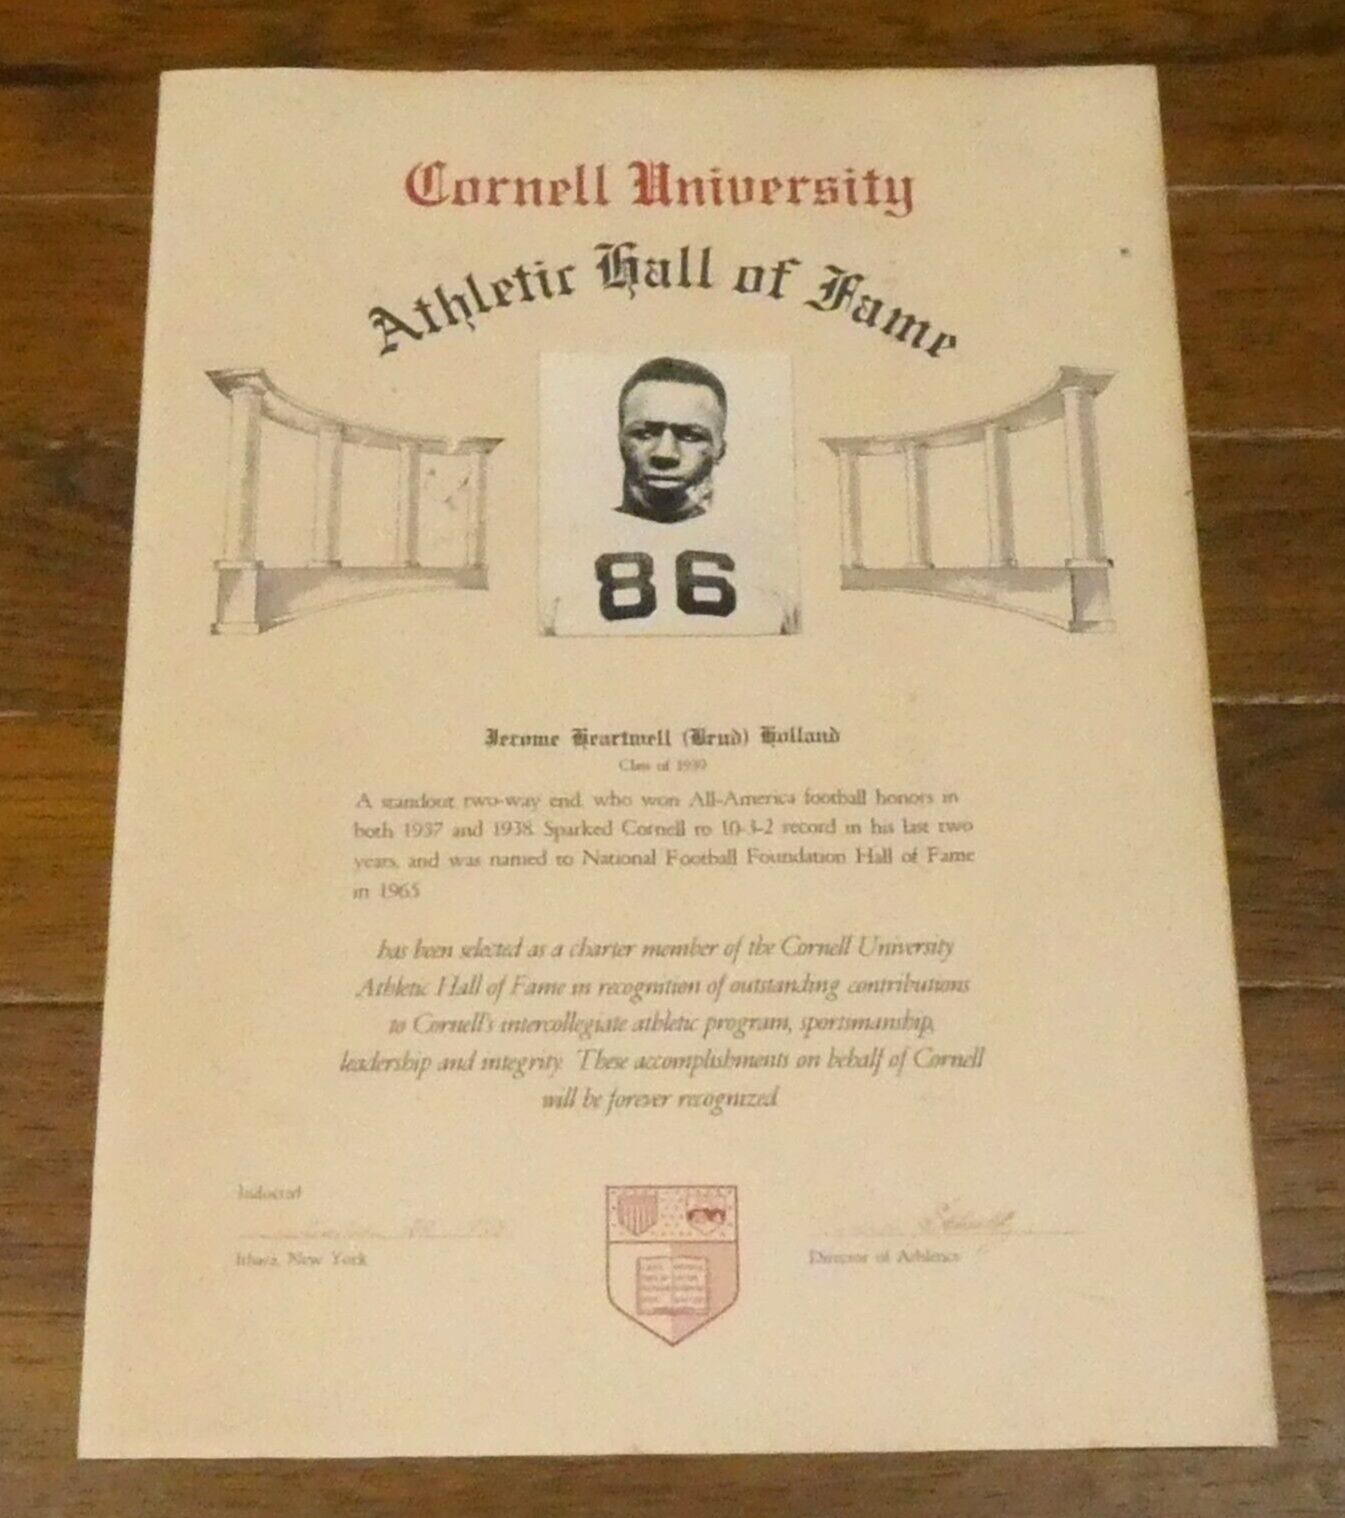 Cornell University
Athletic Hall of Fame
86
Jerome Heartwell (Brud) Holland
Class of 1939
A standout two-way end who won All-America football honors in
both 1937 and 1938. Sparked Cornell to 10-3-2 record in his last two
years, and was named to National Football Foundation Hall of Fame
in 1965
has been selected as a charter member of the Cornell University
Athletic Hall of Fame in recognition of outstanding contributions
to Cornell's intercollegiate athletic program, sportsmanship,
leadership and integrity. These accomplishments on behalf of Cornell
will be forever recognized.
Inducted
Ithaca, New York
Director of Athletics